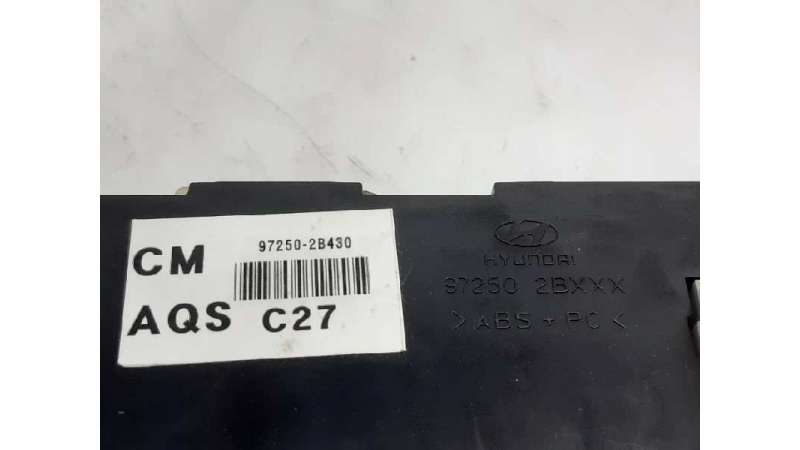 CM 97250-2B430
AQS C27
HYUNDAI
97250 2BXXX
>ABS+PC<